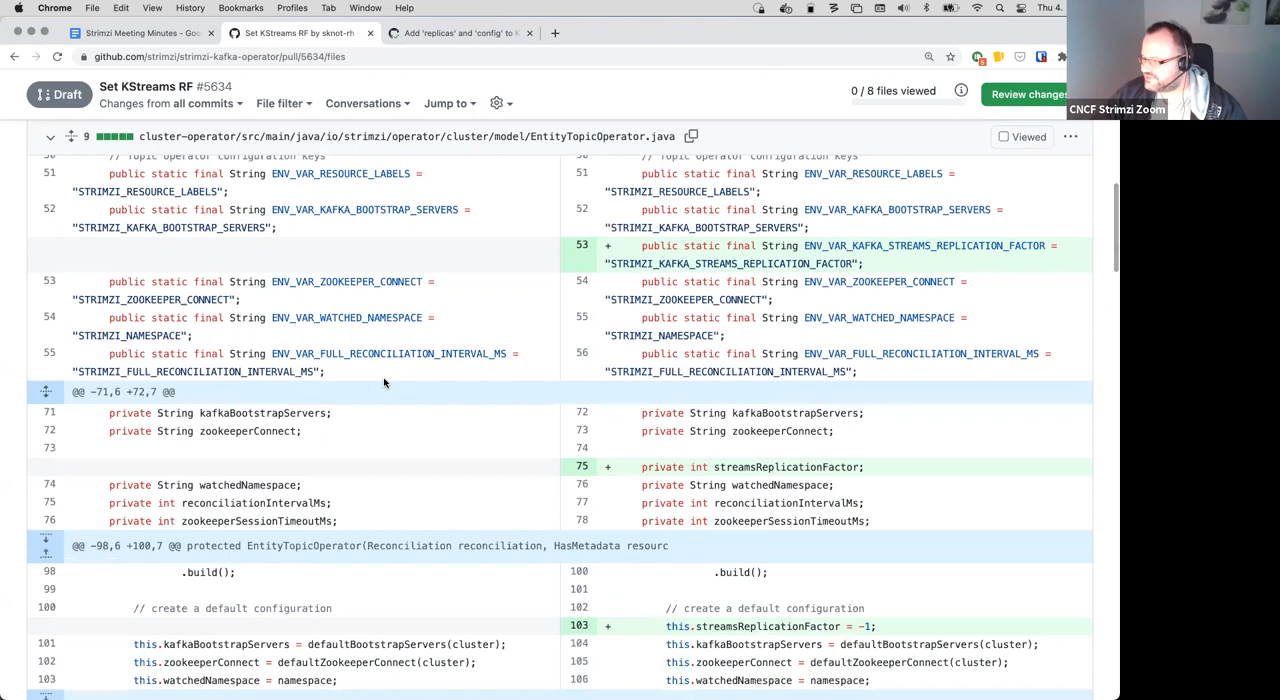 Chrome File Edit View History Bookmarks Profiles Tab Window Help Thu 4.
Strimzi Meeting Minutes - Goo Set KStreams RF by sknot-rh Add 'replicas' and 'config' to K
github.com/strimzi/strimzi-kafka-operator/pull/5634/files
Draft Set KStreams RF #5634
Changes from all commits File filter Conversations Jump to
0 / 8 files viewed Review changes
CNCF Strimzi Zoom
9 cluster-operator/src/main/java/io/strimzi/operator/cluster/model/EntityTopicOperator.java Viewed
50 // Topic Operator configuration keys 50 // Topic Operator configuration keys
51 public static final String ENV_VAR_RESOURCE_LABELS = 51 public static final String ENV_VAR_RESOURCE_LABELS =
"STRIMZI_RESOURCE_LABELS"; "STRIMZI_RESOURCE_LABELS";
52 public static final String ENV_VAR_KAFKA_BOOTSTRAP_SERVERS = 52 public static final String ENV_VAR_KAFKA_BOOTSTRAP_SERVERS =
"STRIMZI_KAFKA_BOOTSTRAP_SERVERS"; "STRIMZI_KAFKA_BOOTSTRAP_SERVERS";
53 + public static final String ENV_VAR_KAFKA_STREAMS_REPLICATION_FACTOR =
"STRIMZI_KAFKA_STREAMS_REPLICATION_FACTOR";
53 public static final String ENV_VAR_ZOOKEEPER_CONNECT = 54 public static final String ENV_VAR_ZOOKEEPER_CONNECT =
"STRIMZI_ZOOKEEPER_CONNECT"; "STRIMZI_ZOOKEEPER_CONNECT";
54 public static final String ENV_VAR_WATCHED_NAMESPACE = 55 public static final String ENV_VAR_WATCHED_NAMESPACE =
"STRIMZI_NAMESPACE"; "STRIMZI_NAMESPACE";
55 public static final String ENV_VAR_FULL_RECONCILIATION_INTERVAL_MS = 56 public static final String ENV_VAR_FULL_RECONCILIATION_INTERVAL_MS =
"STRIMZI_FULL_RECONCILIATION_INTERVAL_MS"; "STRIMZI_FULL_RECONCILIATION_INTERVAL_MS";
@@ -71,6 +72,7 @@
71 private String kafkaBootstrapServers; 72 private String kafkaBootstrapServers;
72 private String zookeeperConnect; 73 private String zookeeperConnect;
73 74
75 + private int streamsReplicationFactor;
74 private String watchedNamespace; 76 private String watchedNamespace;
75 private int reconciliationIntervalMs; 77 private int reconciliationIntervalMs;
76 private int zookeeperSessionTimeoutMs; 78 private int zookeeperSessionTimeoutMs;
@@ -98,6 +100,7 @@ protected EntityTopicOperator(Reconciliation reconciliation, HasMetadata resourc
98 .build(); 100 .build();
99 101
100 // create a default configuration 102 // create a default configuration
103 + this.streamsReplicationFactor = -1;
101 this.kafkaBootstrapServers = defaultBootstrapServers(cluster); 104 this.kafkaBootstrapServers = defaultBootstrapServers(cluster);
102 this.zookeeperConnect = defaultZookeeperConnect(cluster); 105 this.zookeeperConnect = defaultZookeeperConnect(cluster);
103 this.watchedNamespace = namespace; 106 this.watchedNamespace = namespace;